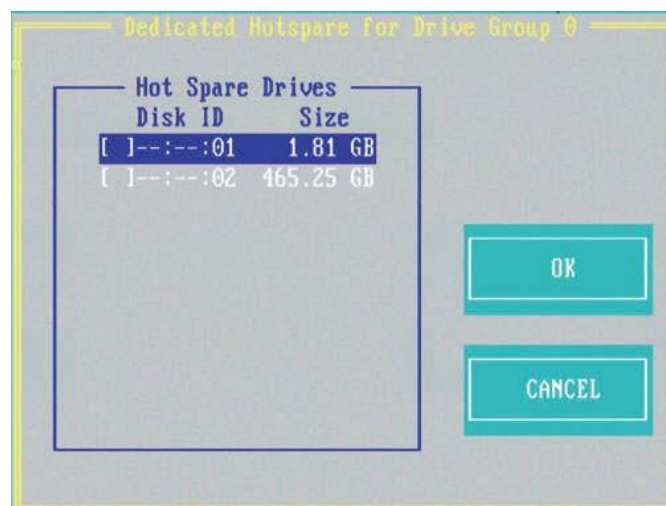 Dedicated Hotspare for Drive Group 0
Hot Spare Drives
Disk ID Size
[ ]--:--:01 1.81 GB
[ ]--:--:02 465.25 GB
OK
CANCEL